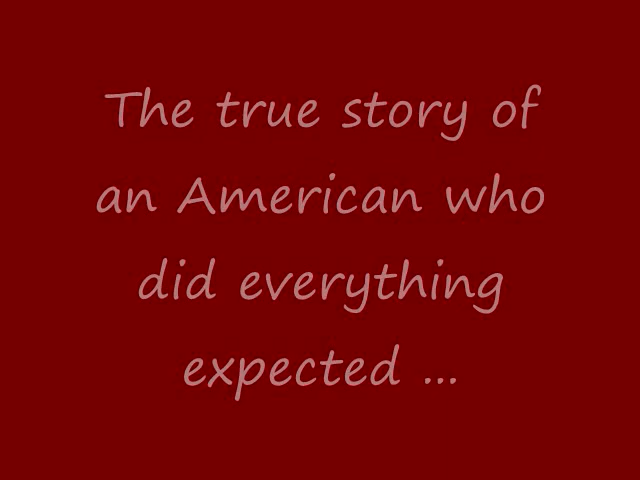 The true story of
an American who
did everything
expected ...